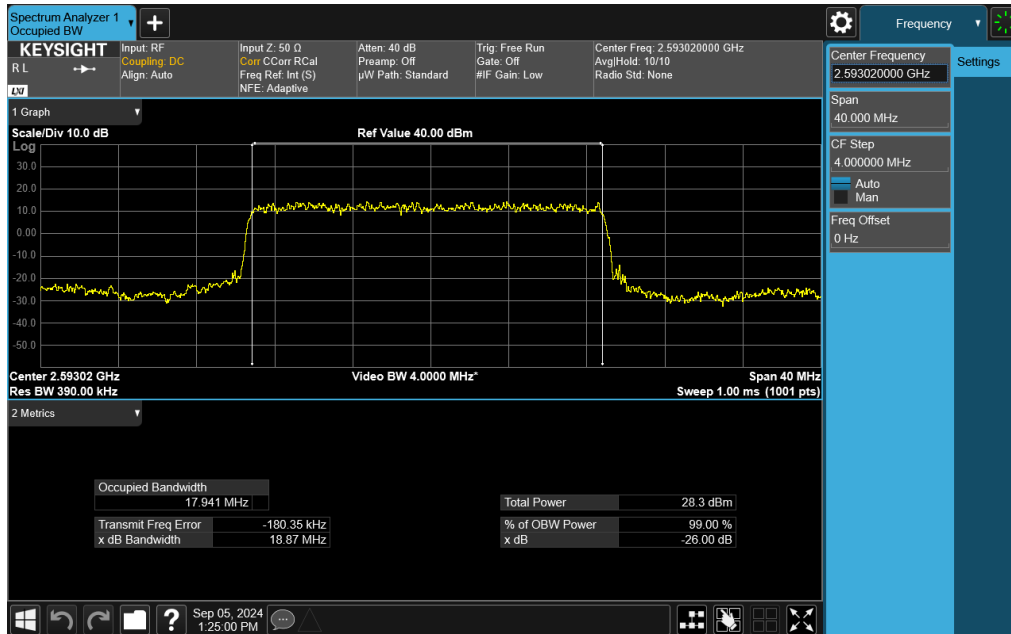 Spectrum Analyzer 1
Occupied BW
Frequency
KEYSIGHT
R L
LXI
Input: RF
Coupling: DC
Align: Auto
Input Z: 50 Ω
Corr CCorr RCal
Freq Ref: Int (S)
NFE: Adaptive
Atten: 40 dB
Preamp: Off
µW Path: Standard
Trig: Free Run
Gate: Off
#IF Gain: Low
Center Freq: 2.593020000 GHz
Avg|Hold: 10/10
Radio Std: None
Center Frequency
2.593020000 GHz
Settings
Span
40.000 MHz
CF Step
4.000000 MHz
Auto
Man
Freq Offset
0 Hz
1 Graph
Scale/Div 10.0 dB
Ref Value 40.00 dBm
Log
30.0
20.0
10.0
0.00
-10.0
-20.0
-30.0
-40.0
-50.0
Center 2.59302 GHz
Video BW 4.0000 MHz*
Span 40 MHz
Res BW 390.00 kHz
Sweep 1.00 ms (1001 pts)
2 Metrics
Occupied Bandwidth
17.941 MHz
Total Power 28.3 dBm
Transmit Freq Error -180.35 kHz
% of OBW Power 99.00 %
x dB Bandwidth 18.87 MHz
x dB -26.00 dB
?
Sep 05, 2024
1:25:00 PM